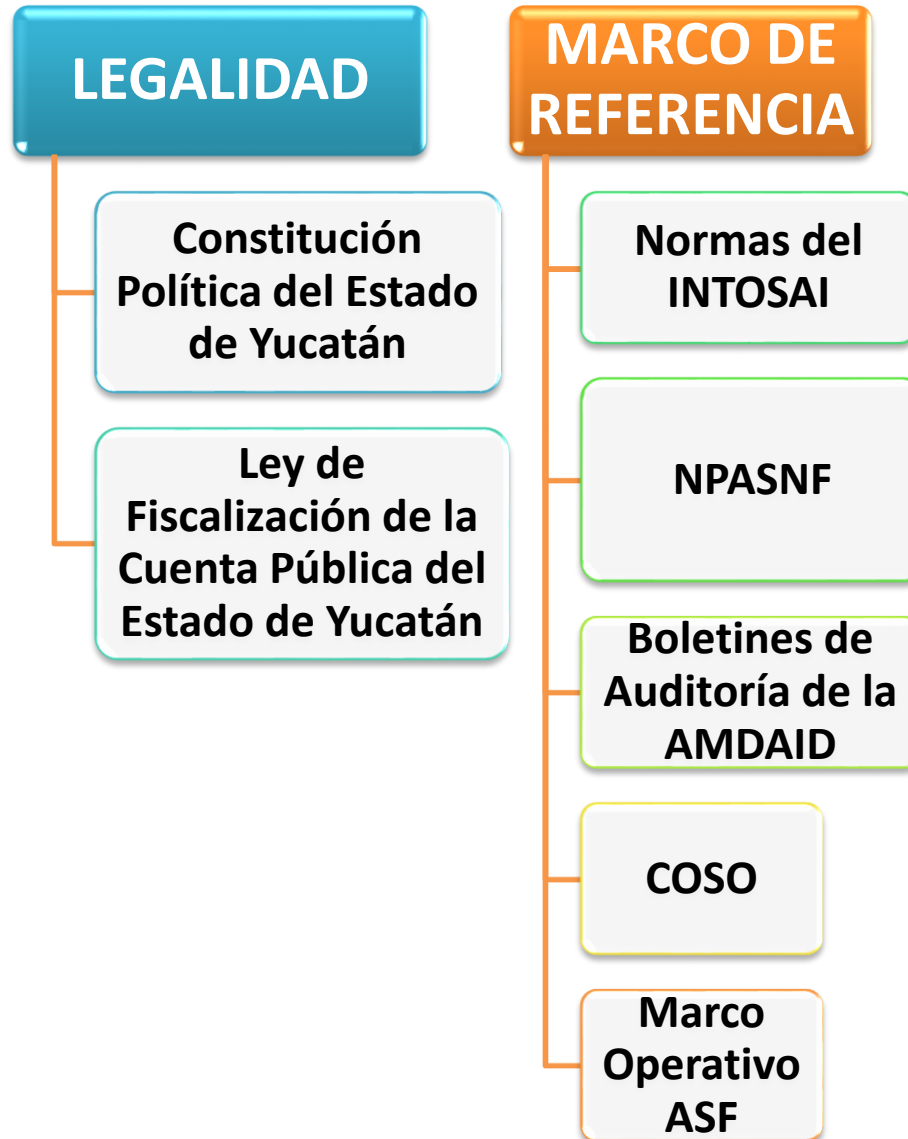 LEGALIDAD
Constitución
Política del Estado
de Yucatán
Ley de
Fiscalización de la
Cuenta Pública del
Estado de Yucatán
MARCO DE
REFERENCIA
Normas del
INTOSAI
NPASNF
Boletines de
Auditoría de la
AMDAID
COSO
Marco
Operativo
ASF